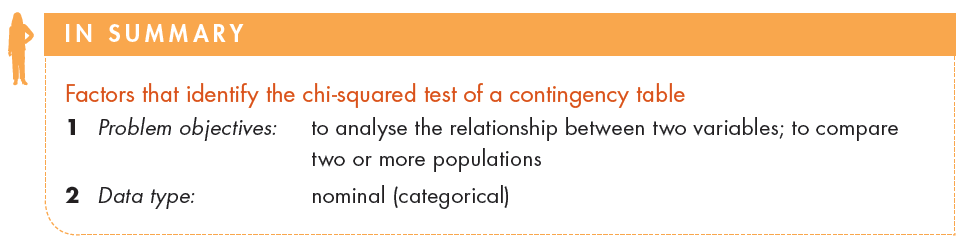 IN SUMMARY
Factors that identify the chi-squared test of a contingency table
1 Problem objectives: to analyse the relationship between two variables; to compare
two or more populations
2 Data type: nominal (categorical)